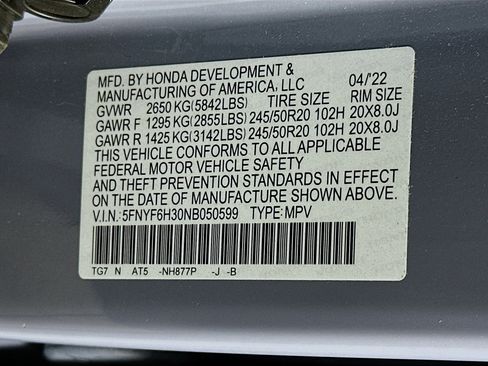 MFD. BY HONDA DEVELOPMENT &
MANUFACTURING OF AMERICA, LLC 04/'22
GVWR 2650 KG(5842LBS) TIRE SIZE RIM SIZE
GAWR F 1295 KG(2855LBS) 245/50R20 102H 20X8.0J
GAWR R 1425 KG(3142LBS) 245/50R20 102H 20X8.0J
THIS VEHICLE CONFORMS TO ALL APPLICABLE
FEDERAL MOTOR VEHICLE SAFETY
AND THEFT PREVENTION STANDARDS IN EFFECT
ON THE DATE OF MANUFACTURE SHOWN ABOVE.
V.I.N.: 5FNYF6H30NB050599 TYPE: MPV
TG7 N AT5 -NH877P -J -B